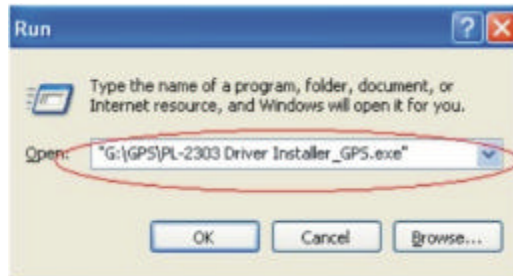 Run
Type the name of a program, folder, document, or
Internet resource, and Windows will open it for you.
Open: "G:\GPS\PL-2303 Driver Installer_GPS.exe"
OK Cancel Browse...